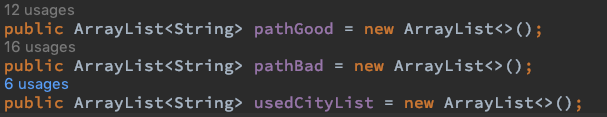 12 usages
public ArrayList<String> pathGood = new ArrayList<>();
16 usages
public ArrayList<String> pathBad = new ArrayList<>();
6 usages
public ArrayList<String> usedCityList = new ArrayList<>();